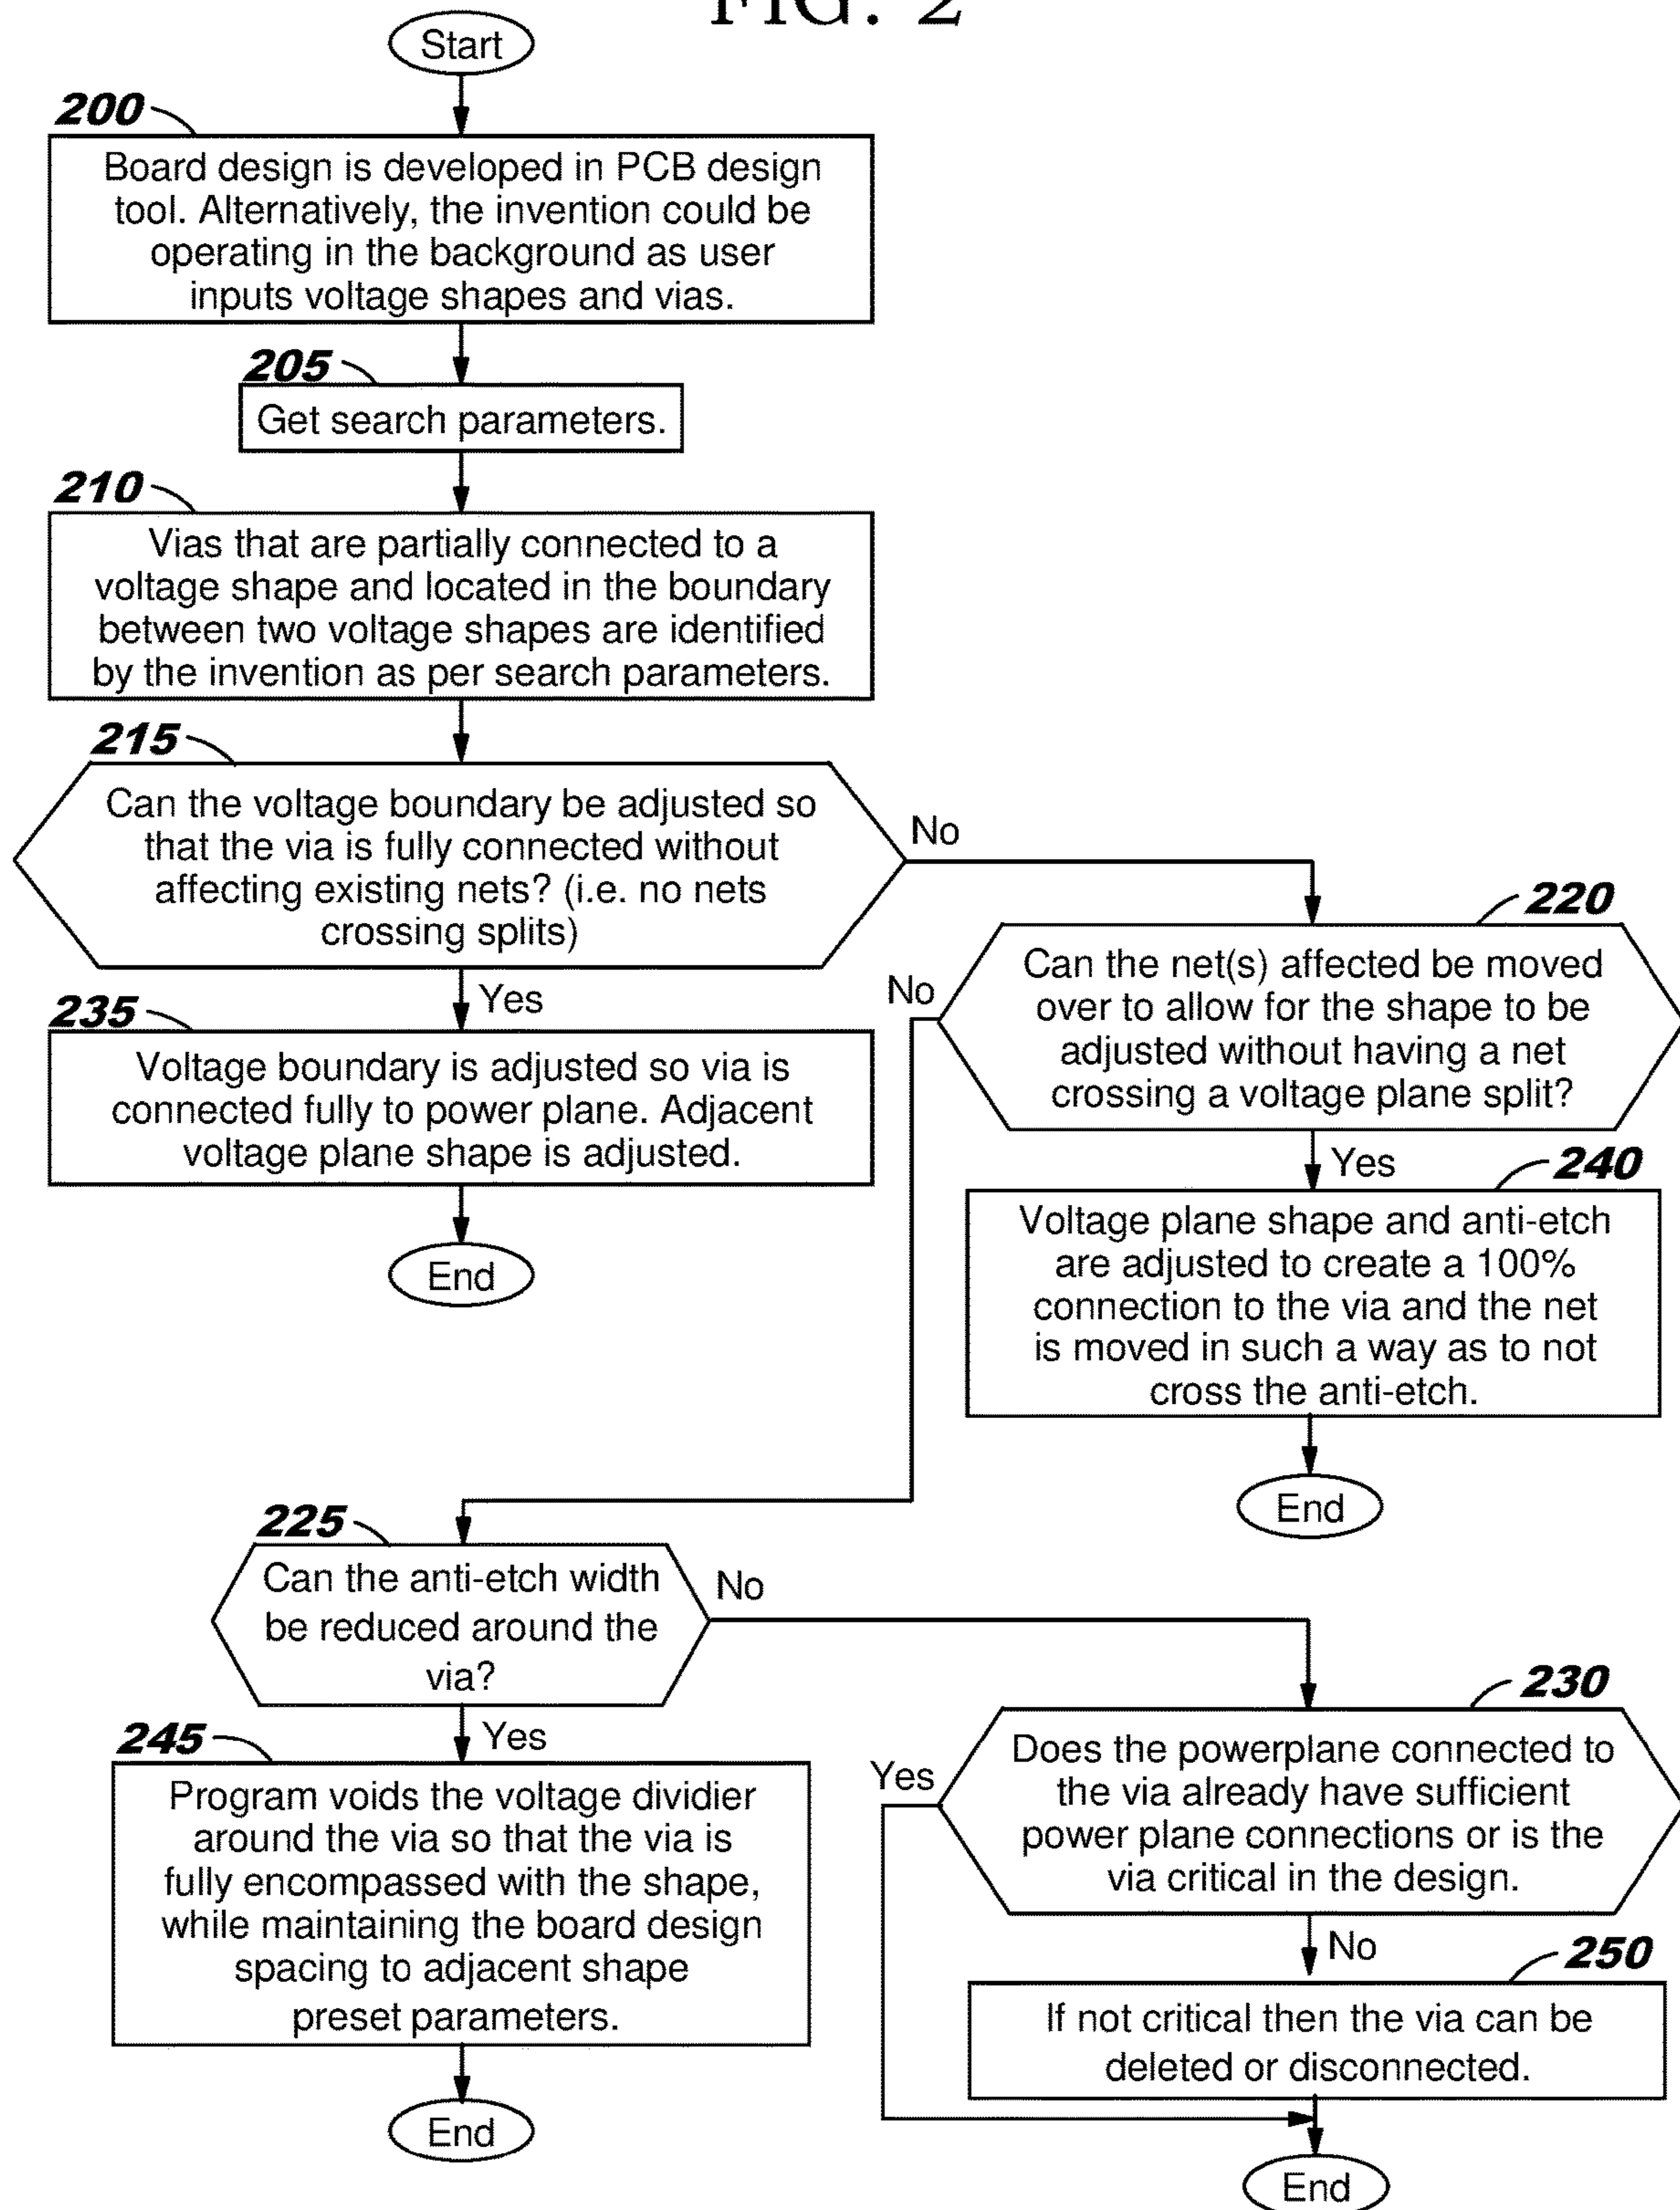 FIG. 2
Start
200
Board design is developed in PCB design
tool. Alternatively, the invention could be
operating in the background as user
inputs voltage shapes and vias.
205
Get search parameters.
210
Vias that are partially connected to a
voltage shape and located in the boundary
between two voltage shapes are identified
by the invention as per search parameters.
215
Can the voltage boundary be adjusted so
that the via is fully connected without
affecting existing nets? (i.e. no nets
crossing splits)
No
220
Can the net(s) affected be moved
over to allow for the shape to be
adjusted without having a net
crossing a voltage plane split?
No
Yes
235
Voltage boundary is adjusted so via is
connected fully to power plane. Adjacent
voltage plane shape is adjusted.
End
Yes
240
Voltage plane shape and anti-etch
are adjusted to create a 100%
connection to the via and the net
is moved in such a way as to not
cross the anti-etch.
End
225
Can the anti-etch width
be reduced around the
via?
No
230
Does the powerplane connected to
the via already have sufficient
power plane connections or is the
via critical in the design.
Yes
Yes
245
Program voids the voltage dividier
around the via so that the via is
fully encompassed with the shape,
while maintaining the board design
spacing to adjacent shape
preset parameters.
End
No
250
If not critical then the via can be
deleted or disconnected.
End